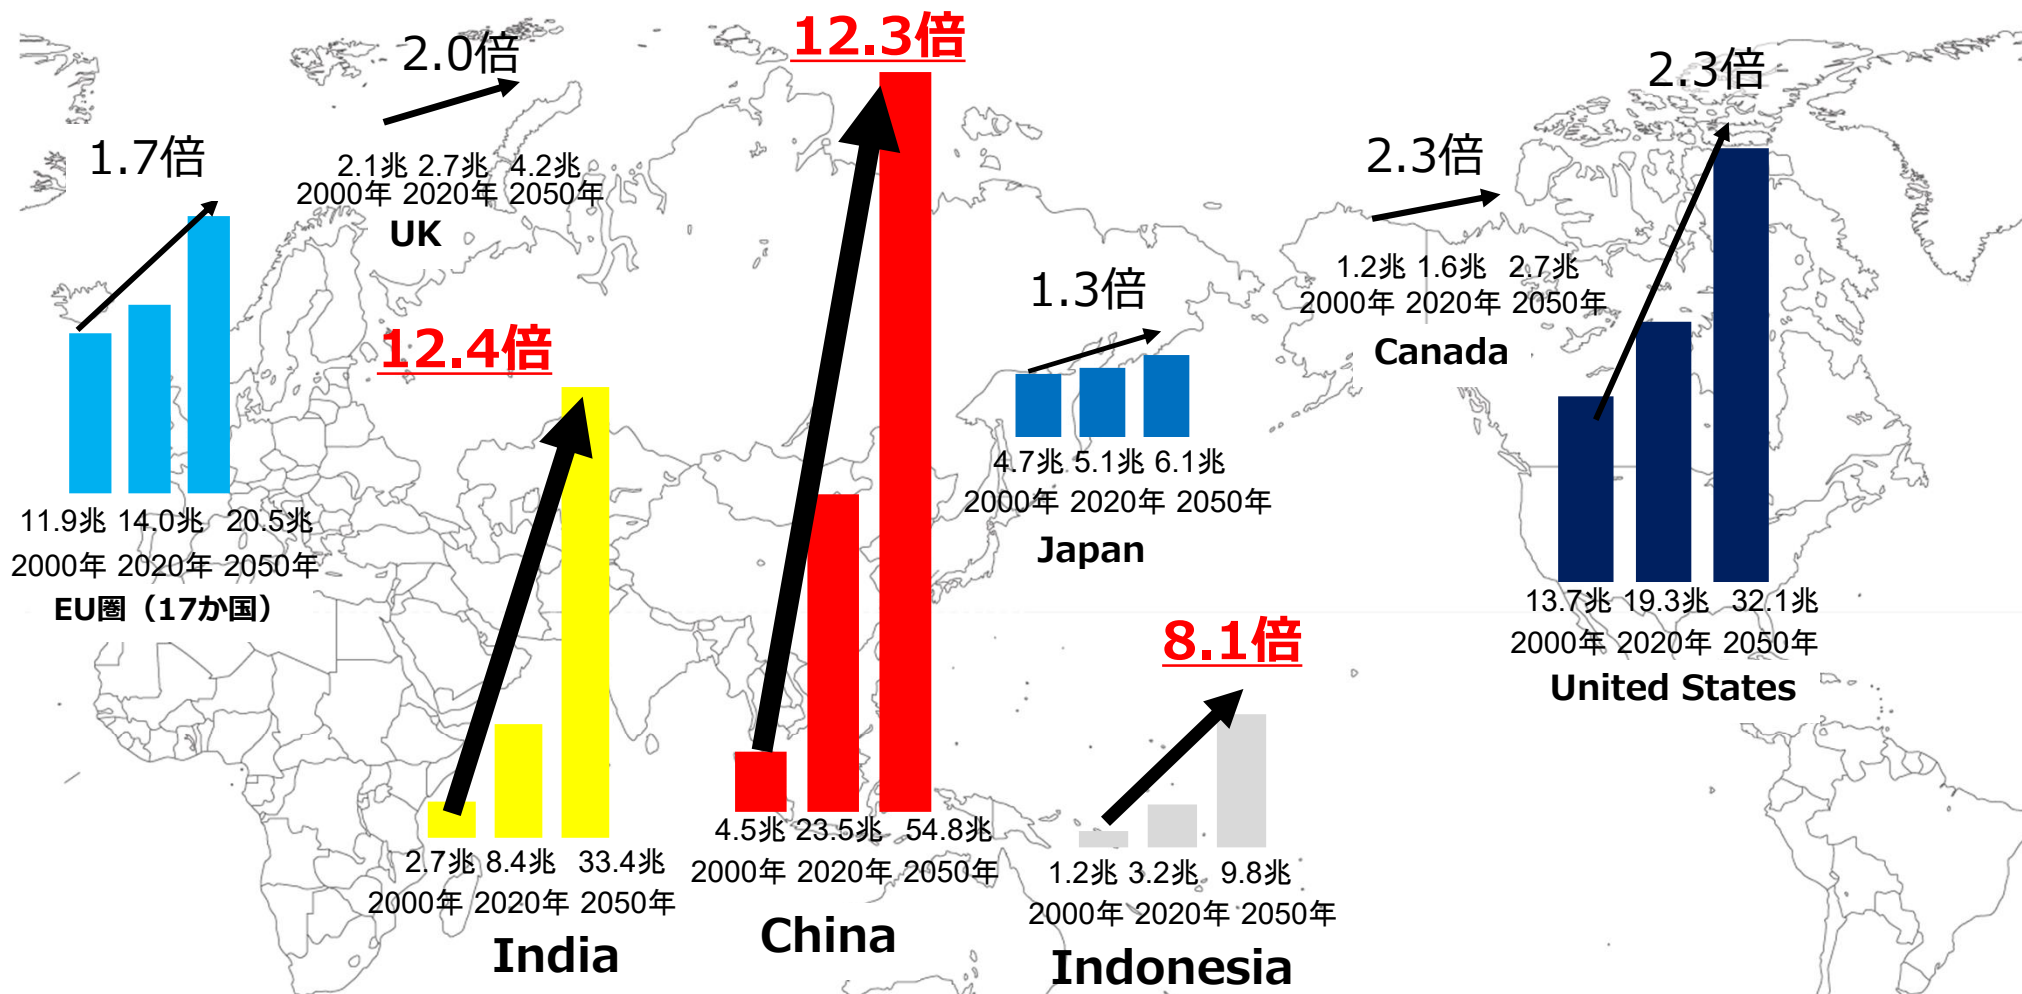 1.7倍
11.9兆 14.0兆 20.5兆
2000年 2020年 2050年
EU圏（17か国）
2.0倍
2.1兆 2.7兆 4.2兆
2000年 2020年 2050年
UK
12.4倍
2.7兆 8.4兆 33.4兆
2000年 2020年 2050年
India
12.3倍
4.5兆 23.5兆 54.8兆
2000年 2020年 2050年
China
1.3倍
4.7兆 5.1兆 6.1兆
2000年 2020年 2050年
Japan
8.1倍
1.2兆 3.2兆 9.8兆
2000年 2020年 2050年
Indonesia
2.3倍
1.2兆 1.6兆 2.7兆
2000年 2020年 2050年
Canada
2.3倍
13.7兆 19.3兆 32.1兆
2000年 2020年 2050年
United States